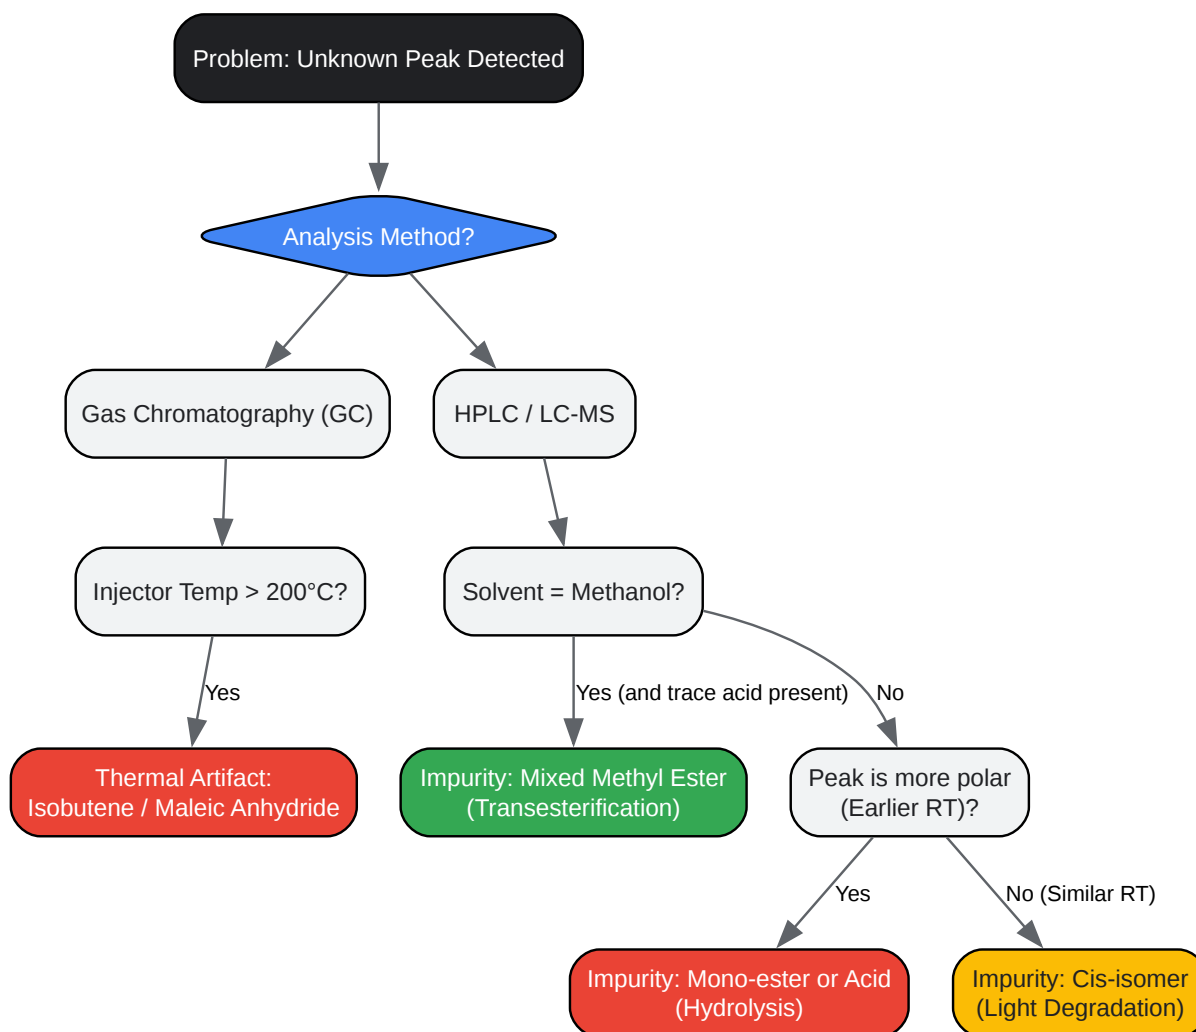 Problem: Unknown Peak Detected
Analysis Method?
Gas Chromatography (GC)
HPLC / LC-MS
Injector Temp > 200°C?
Solvent = Methanol?
Yes
Yes (and trace acid present)
No
Thermal Artifact:
Isobutene / Maleic Anhydride
Impurity: Mixed Methyl Ester
(Transesterification)
Peak is more polar
(Earlier RT)?
Yes
No (Similar RT)
Impurity: Mono-ester or Acid
(Hydrolysis)
Impurity: Cis-isomer
(Light Degradation)